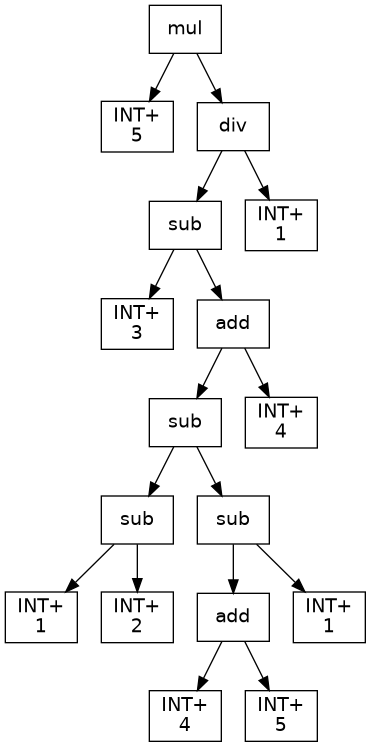 mul
INT+
5
div
sub
INT+
1
INT+
3
add
sub
INT+
4
sub
sub
INT+
1
INT+
2
add
INT+
1
INT+
4
INT+
5